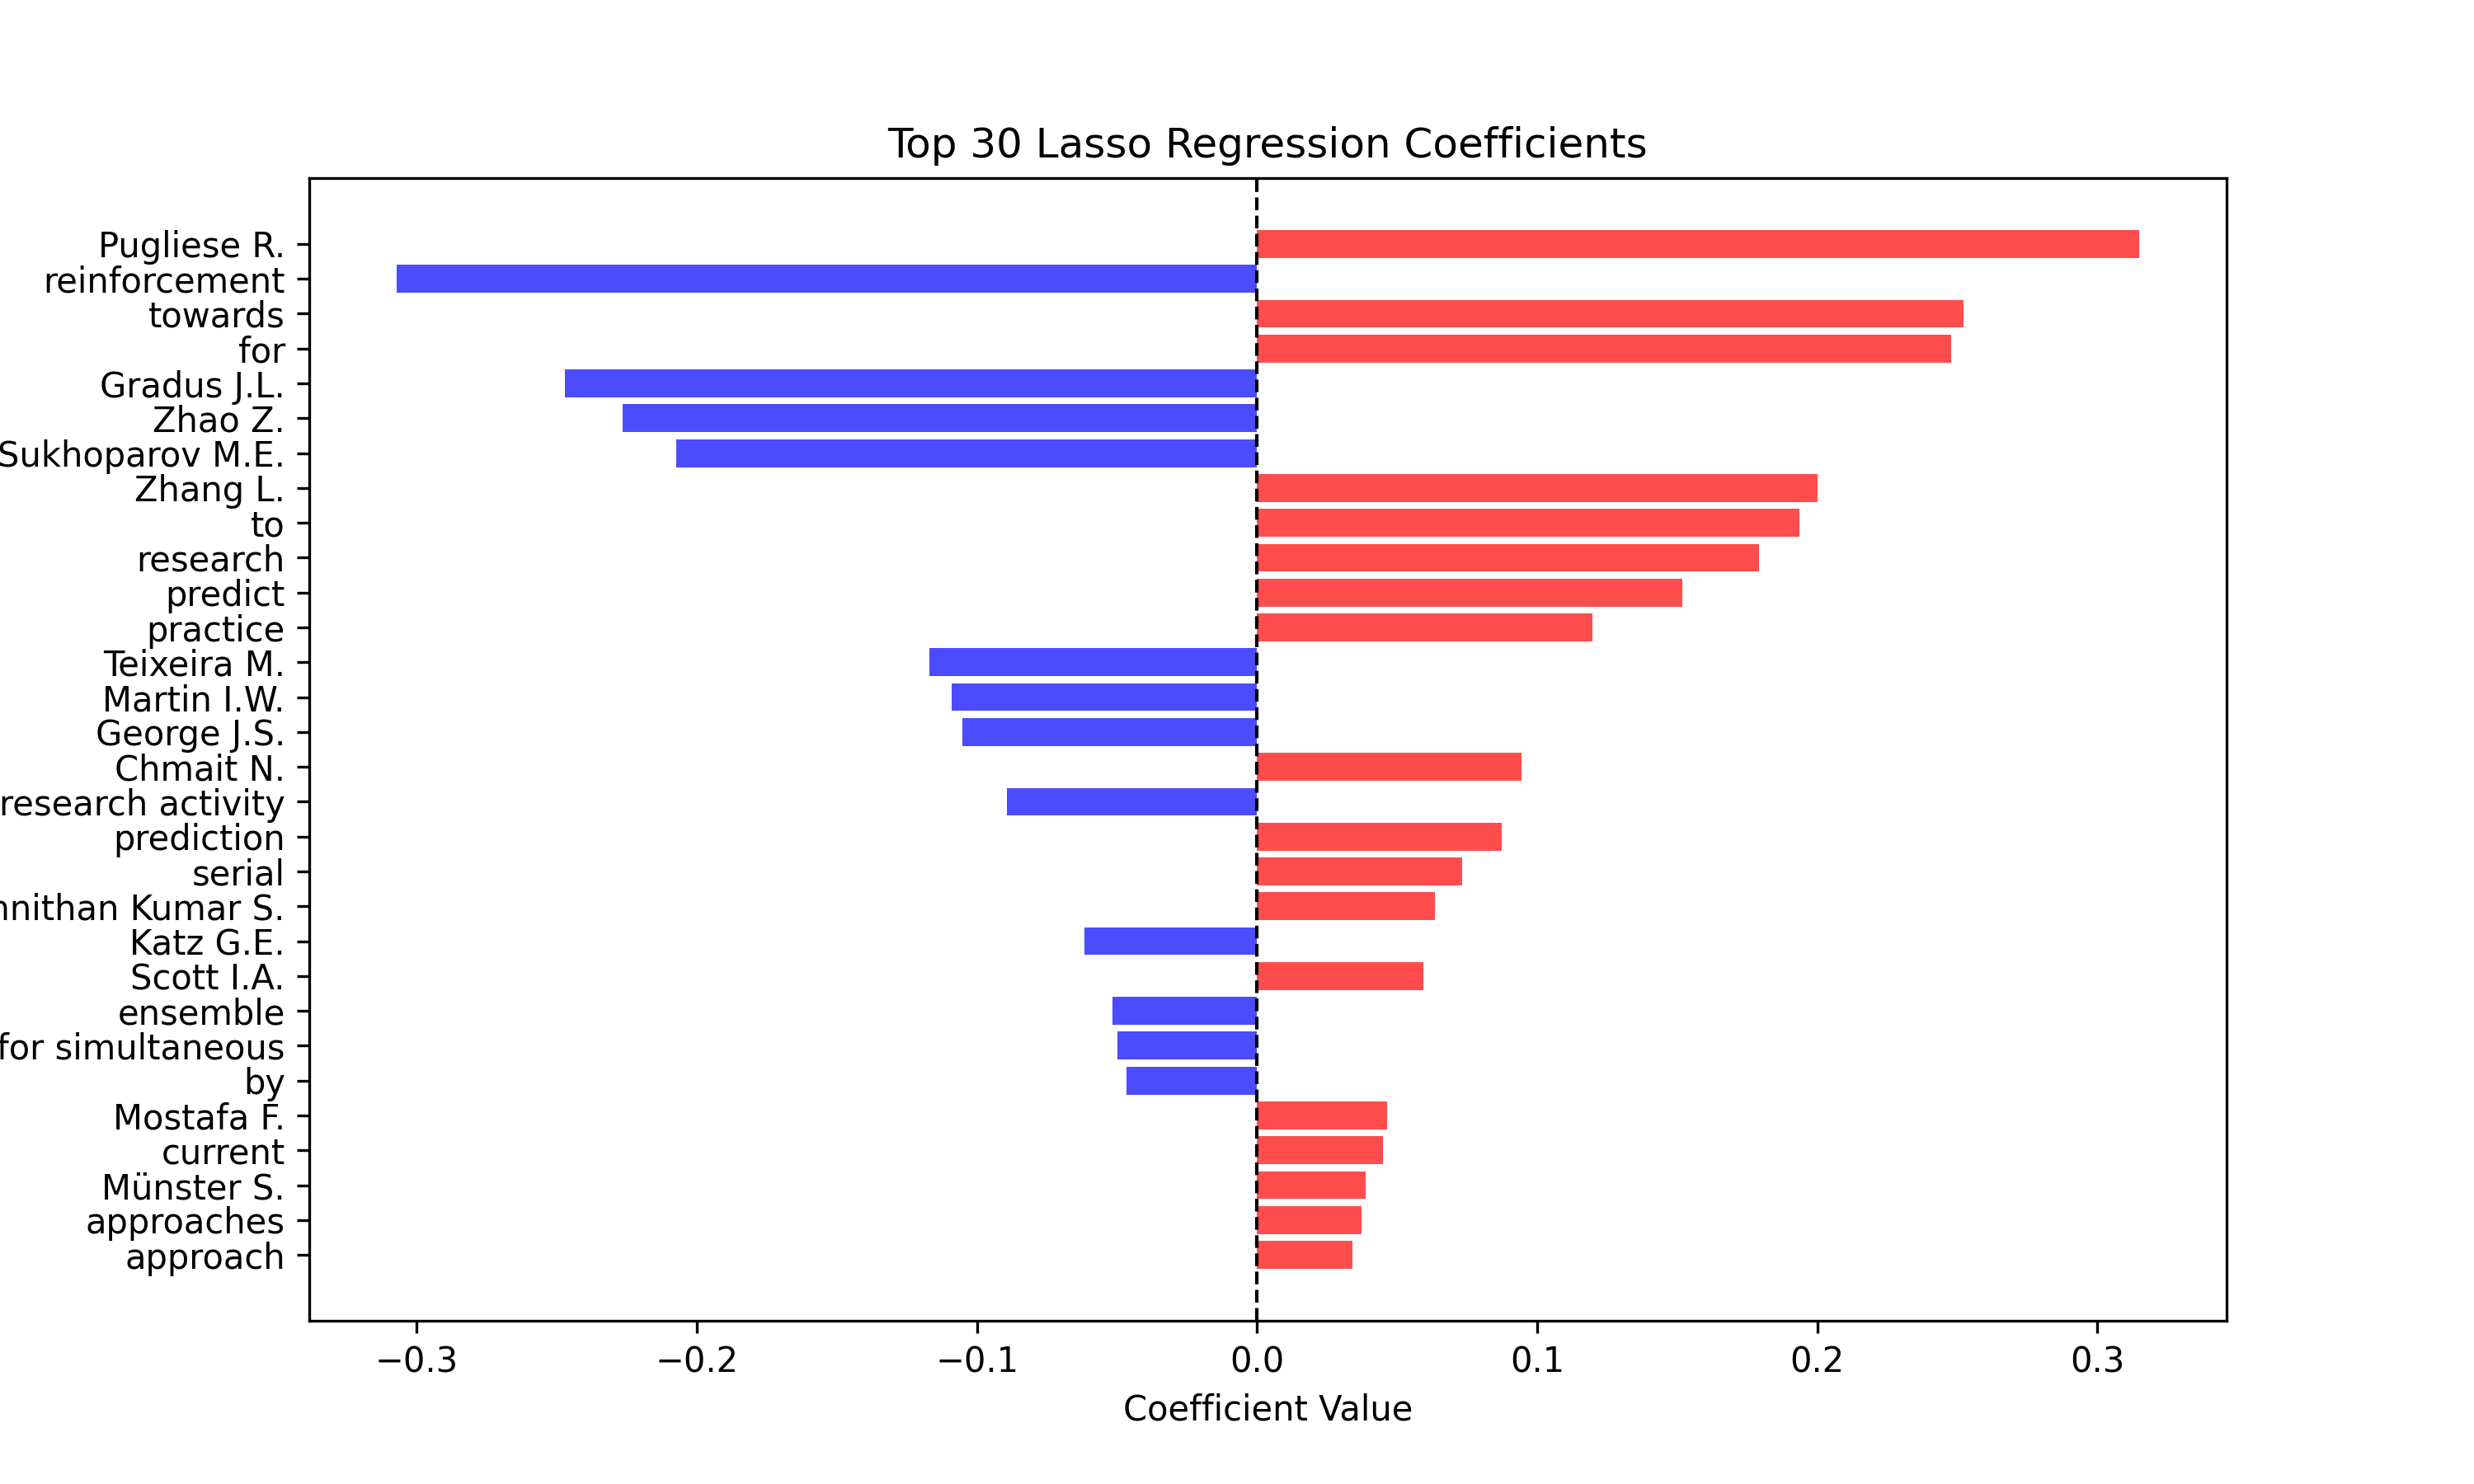 Top 30 Lasso Regression Coefficients
Pugliese R.
reinforcement
towards
for
Gradus J.L.
Zhao Z.
Sukhoparov M.E.
Zhang L.
to
research
predict
practice
Teixeira M.
Martin I.W.
George J.S.
Chmait N.
research activity
prediction
serial
Kumar S.
Katz G.E.
Scott I.A.
ensemble
for simultaneous
by
Mostafa F.
current
Münster S.
approaches
approach
−0.3 −0.2 −0.1 0.0 0.1 0.2 0.3
Coefficient Value